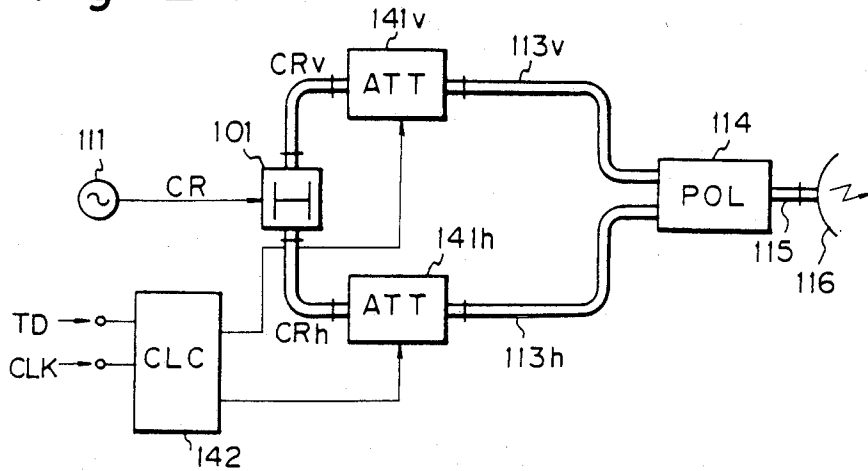 141v
113v
CRv
ATT
111
101
114
CR
H
POL
115
116
141h
TD
CLC
ATT
CLK
CRh
113h
142